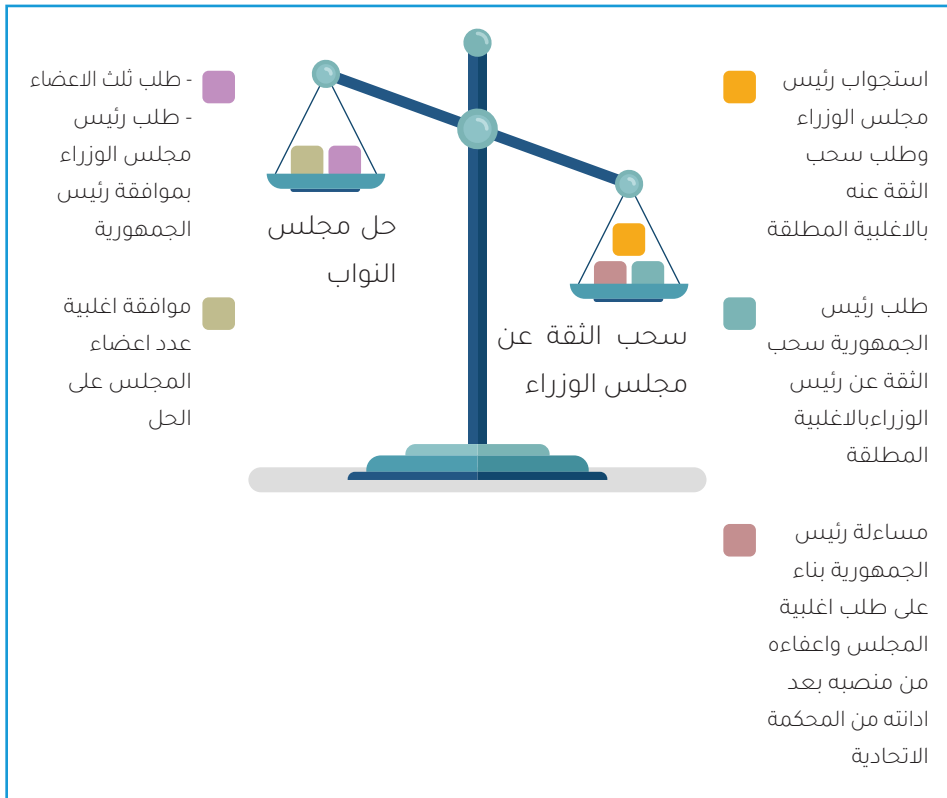 استجواب رئيس
مجلس الوزراء
وطلب سحب
الثقة عنه
بالاغلبية المطلقة
طلب رئيس
الجمهورية سحب
الثقة عن رئيس
الوزراءبالاغلبية
المطلقة
مساءلة رئيس
الجمهورية بناء
على طلب اغلبية
المجلس واعفاءه
من منصبه بعد
ادانته من المحكمة
الاتحادية
سحب الثقة عن
مجلس الوزراء
حل مجلس
النواب
- طلب ثلث الاعضاء
- طلب رئيس
مجلس الوزراء
بموافقة رئيس
الجمهورية
موافقة اغلبية
عدد اعضاء
المجلس على
الحل